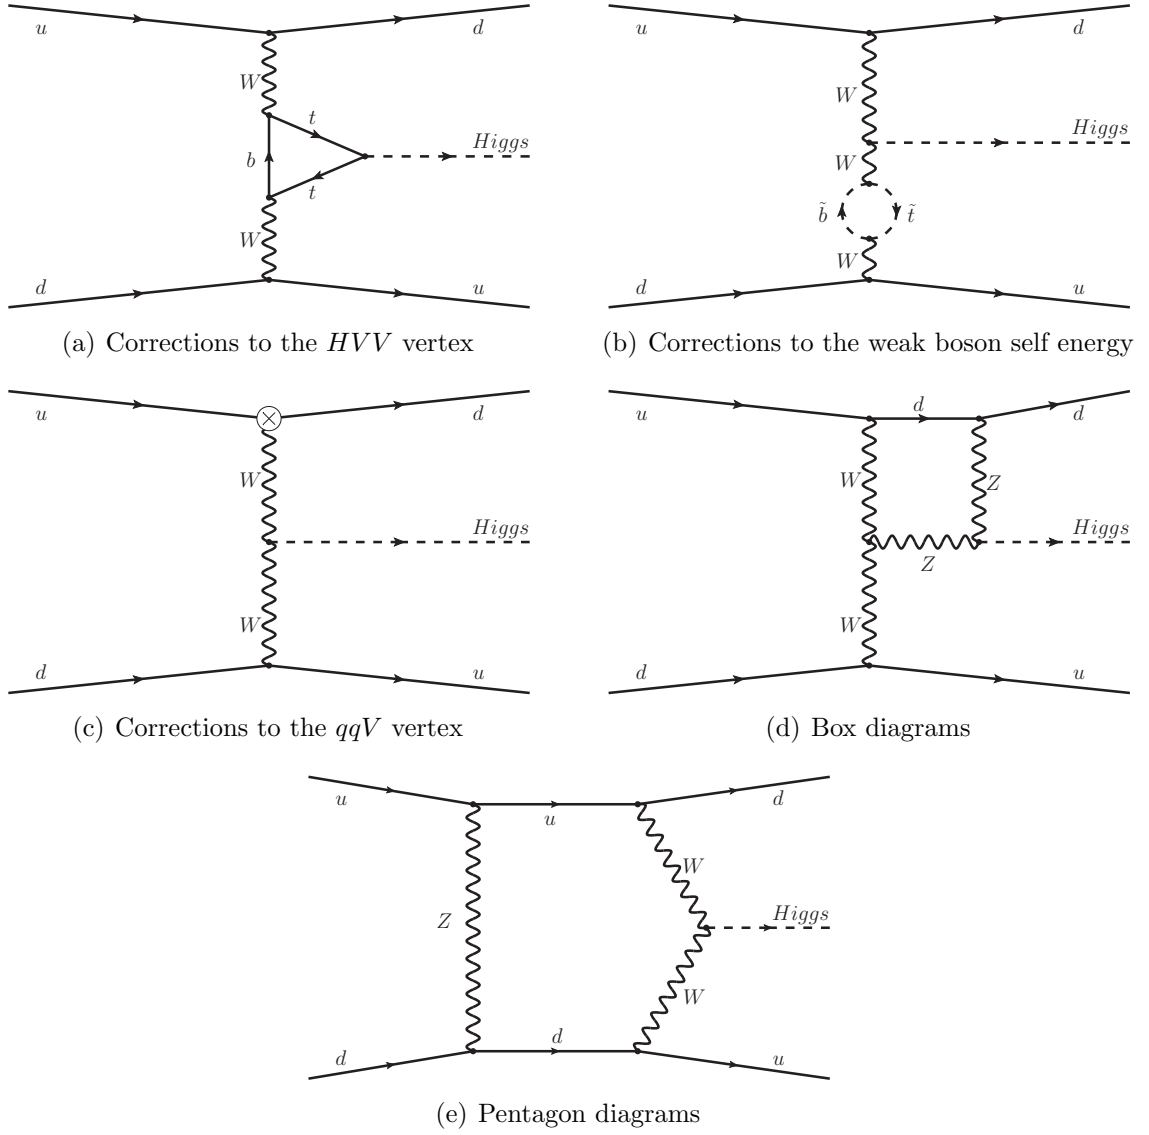 u
d
W
t
b
Higgs
t
W
d
u
(a) Corrections to the HVV vertex
u
d
W
Higgs
W
b̃
t̃
W
d
u
(b) Corrections to the weak boson self energy
u
d
W
Higgs
W
d
u
(c) Corrections to the qqV vertex
u
d
d
W
Z
Higgs
Z
W
d
u
(d) Box diagrams
u
u
d
W
Z
Higgs
W
d
d
u
(e) Pentagon diagrams